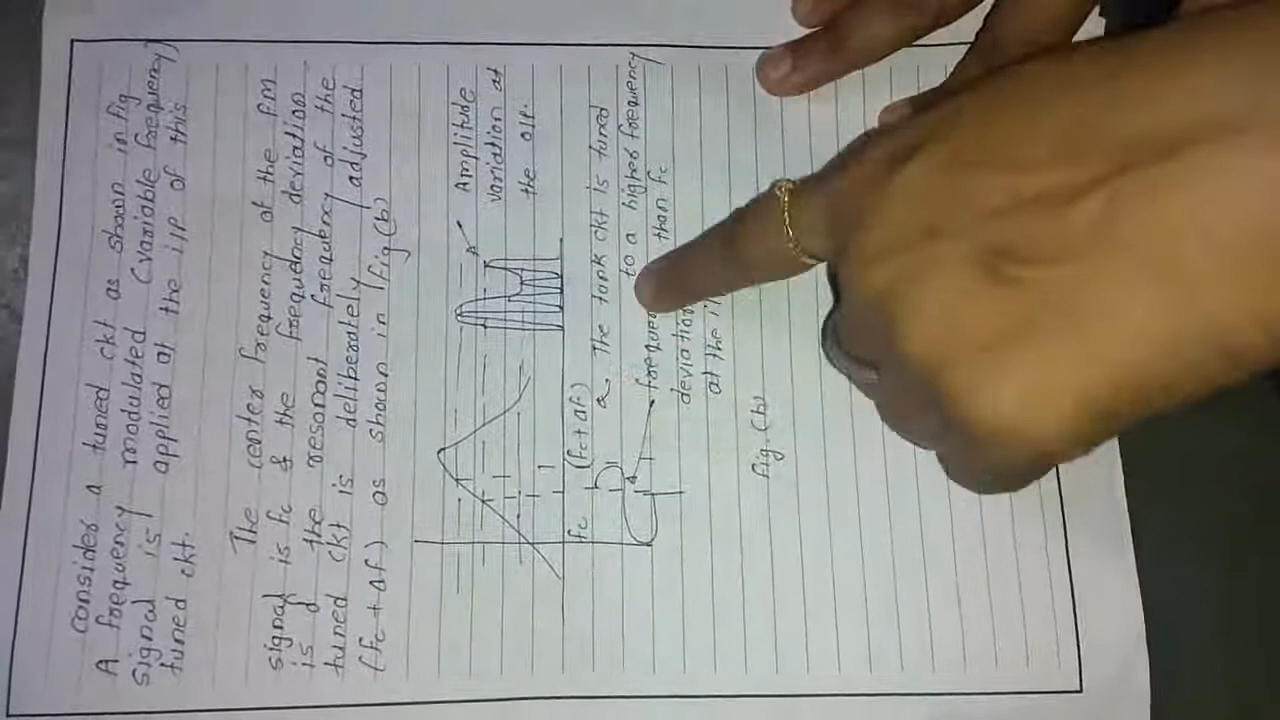 consider a tuned ckt as shown in fig
A frequency modulated (variable frequency)
signal is applied at the i/p of this
tuned ckt.
The center frequency of the FM
signal is fc & the frequency deviation
is the resonant frequency of the
tuned ckt is deliberately adjusted
(fc + Δf) as shown in fig (b)
Amplitude
variation at
the o/p.
fc (fc + Δf)
The tank ckt is tuned
to a higher frequency
than fc
deviation
at the
fig. (b)